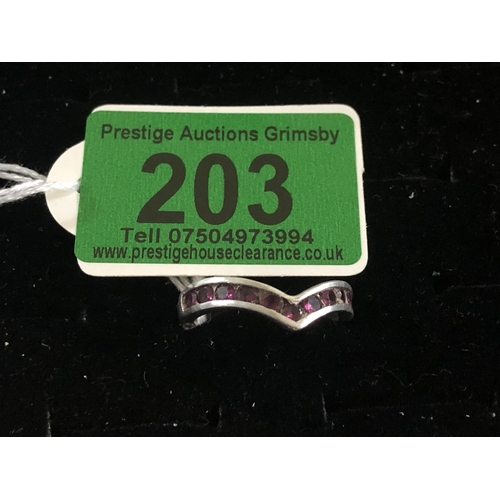 Prestige Auctions Grimsby
203
Tell 07504973994
www.prestigehouseclearance.co.uk